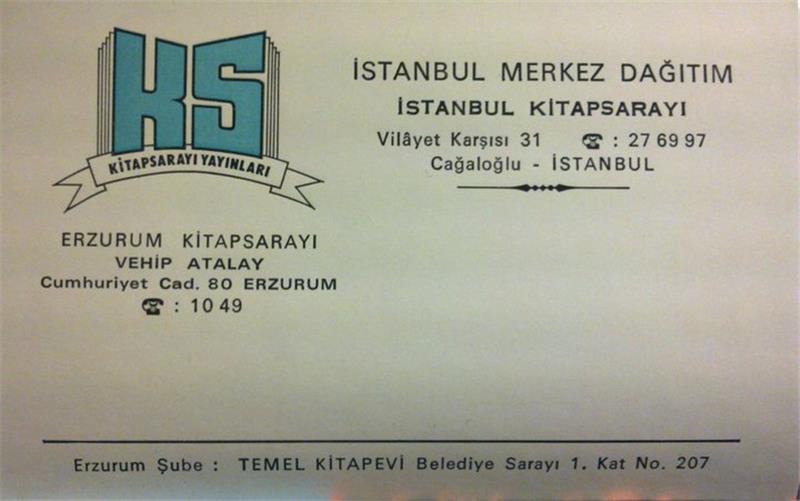 KS
KİTAPSARAYI YAYINLARI
ERZURUM KİTAPSARAYI
VEHİP ATALAY
Cumhuriyet Cad. 80 ERZURUM
☎ : 10 49
İSTANBUL MERKEZ DAĞITIM
İSTANBUL KİTAPSARAYI
Vilâyet Karşısı 31 ☎ : 27 69 97
Cağaloğlu - İSTANBUL
Erzurum Şube : TEMEL KİTAPEVİ Belediye Sarayı 1. Kat No. 207